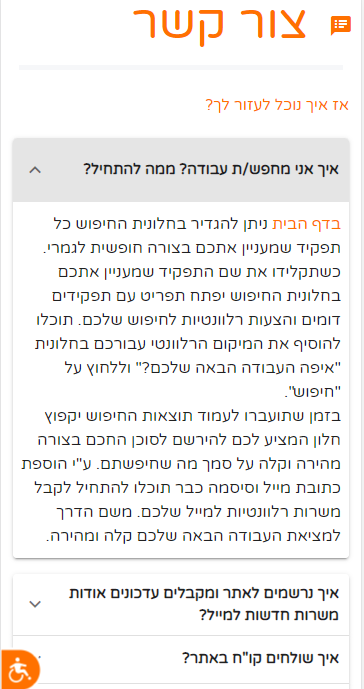 צור קשר
אז איך נוכל לעזור לך?
איך אני מחפש/ת עבודה? ממה להתחיל?
בדף הבית ניתן להגדיר בחלונית החיפוש כל
תפקיד שמעניין אתכם בצורה חופשית לגמרי.
כשתקלידו את שם התפקיד שמעניין אתכם
בחלונית החיפוש יפתח תפריט עם תפקידים
דומים והצעות רלוונטיות לחיפוש שלכם. תוכלו
להוסיף את המיקום הרלוונטי עבורכם בחלונית
"איפה העבודה הבאה שלכם?" וללחוץ על
"חיפוש".
בזמן שתועברו לעמוד תוצאות החיפוש יקפוץ
חלון המציע לכם להירשם לסוכן החכם בצורה
מהירה וקלה על סמך מה שחיפשתם. ע"י הוספת
כתובת מייל וסיסמה כבר תוכלו להתחיל לקבל
משרות רלוונטיות למייל שלכם. משם הדרך
למציאת העבודה הבאה שלכם קלה ומהירה.
איך נרשמים לאתר ומקבלים עדכונים אודות
משרות חדשות למייל?
איך שולחים קו"ח באתר?